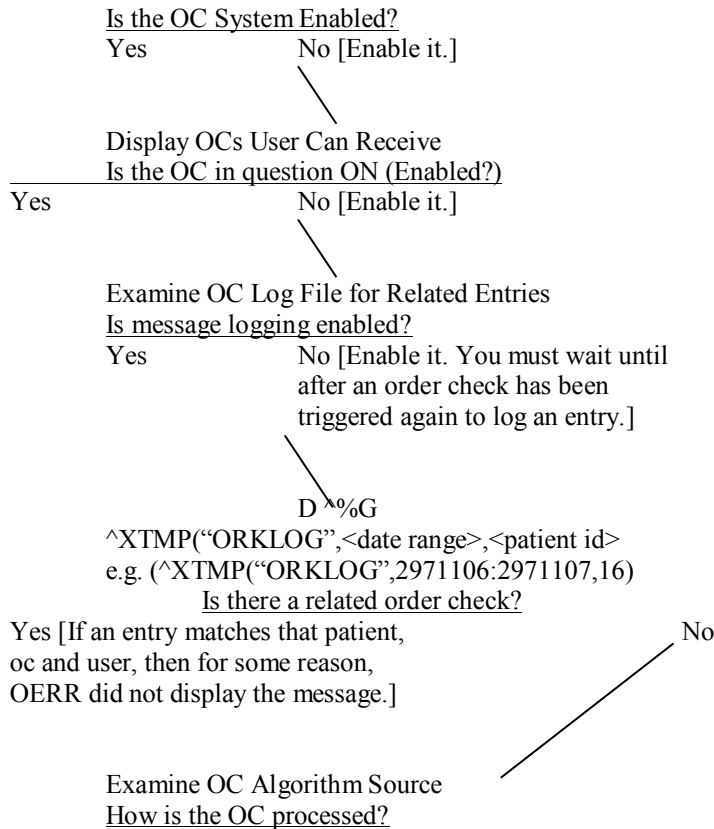 Is the OC System Enabled?
Yes No [Enable it.]
Display OCs User Can Receive
Is the OC in question ON (Enabled?)
Yes No [Enable it.]
Examine OC Log File for Related Entries
Is message logging enabled?
Yes No [Enable it. You must wait until
after an order check has been
triggered again to log an entry.]
D ^%G
^XTMP(“ORKLOG”,<date range>,<patient id>
e.g. (^XTMP(“ORKLOG”,2971106:2971107,16)
Is there a related order check?
Yes [If an entry matches that patient, No
oc and user, then for some reason,
OERR did not display the message.]
Examine OC Algorithm Source
How is the OC processed?